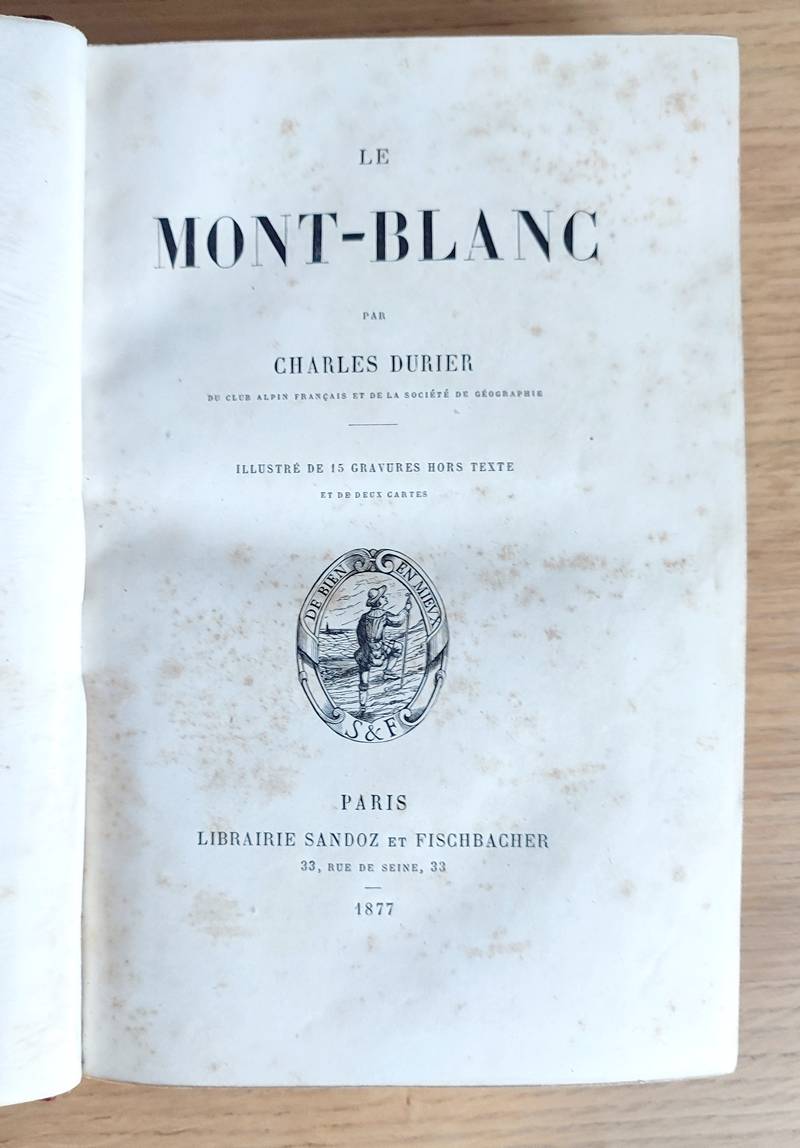 LE
MONT-BLANC
PAR
CHARLES DURIER
DU CLUB ALPIN FRANÇAIS ET DE LA SOCIÉTÉ DE GÉOGRAPHIE
ILLUSTRÉ DE 15 GRAVURES HORS TEXTE
ET DE DEUX CARTES
DE BIEN EN MIEVX
S & F
PARIS
LIBRAIRIE SANDOZ ET FISCHBACHER
33, RUE DE SEINE, 33
1877